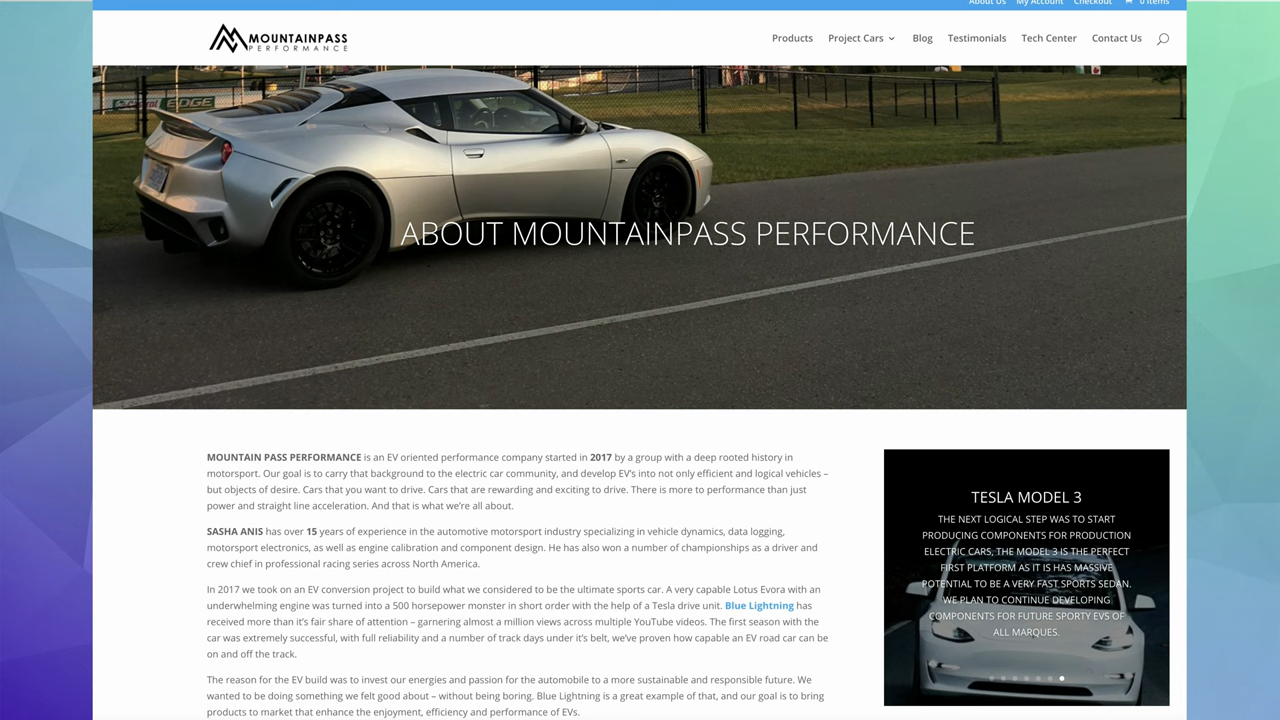 About Us My Account Checkout 0 Items
MOUNTAINPASS
PERFORMANCE
Products Project Cars Blog Testimonials Tech Center Contact Us
EDGE
ABOUT MOUNTAINPASS PERFORMANCE
MOUNTAIN PASS PERFORMANCE is an EV oriented performance company started in 2017 by a group with a deep rooted history in
motorsport. Our goal is to carry that background to the electric car community, and develop EV's into not only efficient and logical vehicles –
but objects of desire. Cars that you want to drive. Cars that are rewarding and exciting to drive. There is more to performance than just
power and straight line acceleration. And that is what we're all about.
SASHA ANIS has over 15 years of experience in the automotive motorsport industry specializing in vehicle dynamics, data logging,
motorsport electronics, as well as engine calibration and component design. He has also won a number of championships as a driver and
crew chief in professional racing series across North America.
In 2017 we took on an EV conversion project to build what we considered to be the ultimate sports car. A very capable Lotus Evora with an
underwhelming engine was turned into a 500 horsepower monster in short order with the help of a Tesla drive unit. Blue Lightning has
received more than it's fair share of attention – garnering almost a million views across multiple YouTube videos. The first season with the
car was extremely successful, with full reliability and a number of track days under it's belt, we've proven how capable an EV road car can be
on and off the track.
The reason for the EV build was to invest our energies and passion for the automobile to a more sustainable and responsible future. We
wanted to be doing something we felt good about – without being boring. Blue Lightning is a great example of that, and our goal is to bring
products to market that enhance the enjoyment, efficiency and performance of EVs.
TESLA MODEL 3
THE NEXT LOGICAL STEP WAS TO START
PRODUCING COMPONENTS FOR PRODUCTION
ELECTRIC CARS, THE MODEL 3 IS THE PERFECT
FIRST PLATFORM AS IT IS HAS MASSIVE
POTENTIAL TO BE A VERY FAST SPORTS SEDAN.
WE PLAN TO CONTINUE DEVELOPING
COMPONENTS FOR FUTURE SPORTY EVS OF
ALL MARQUES.